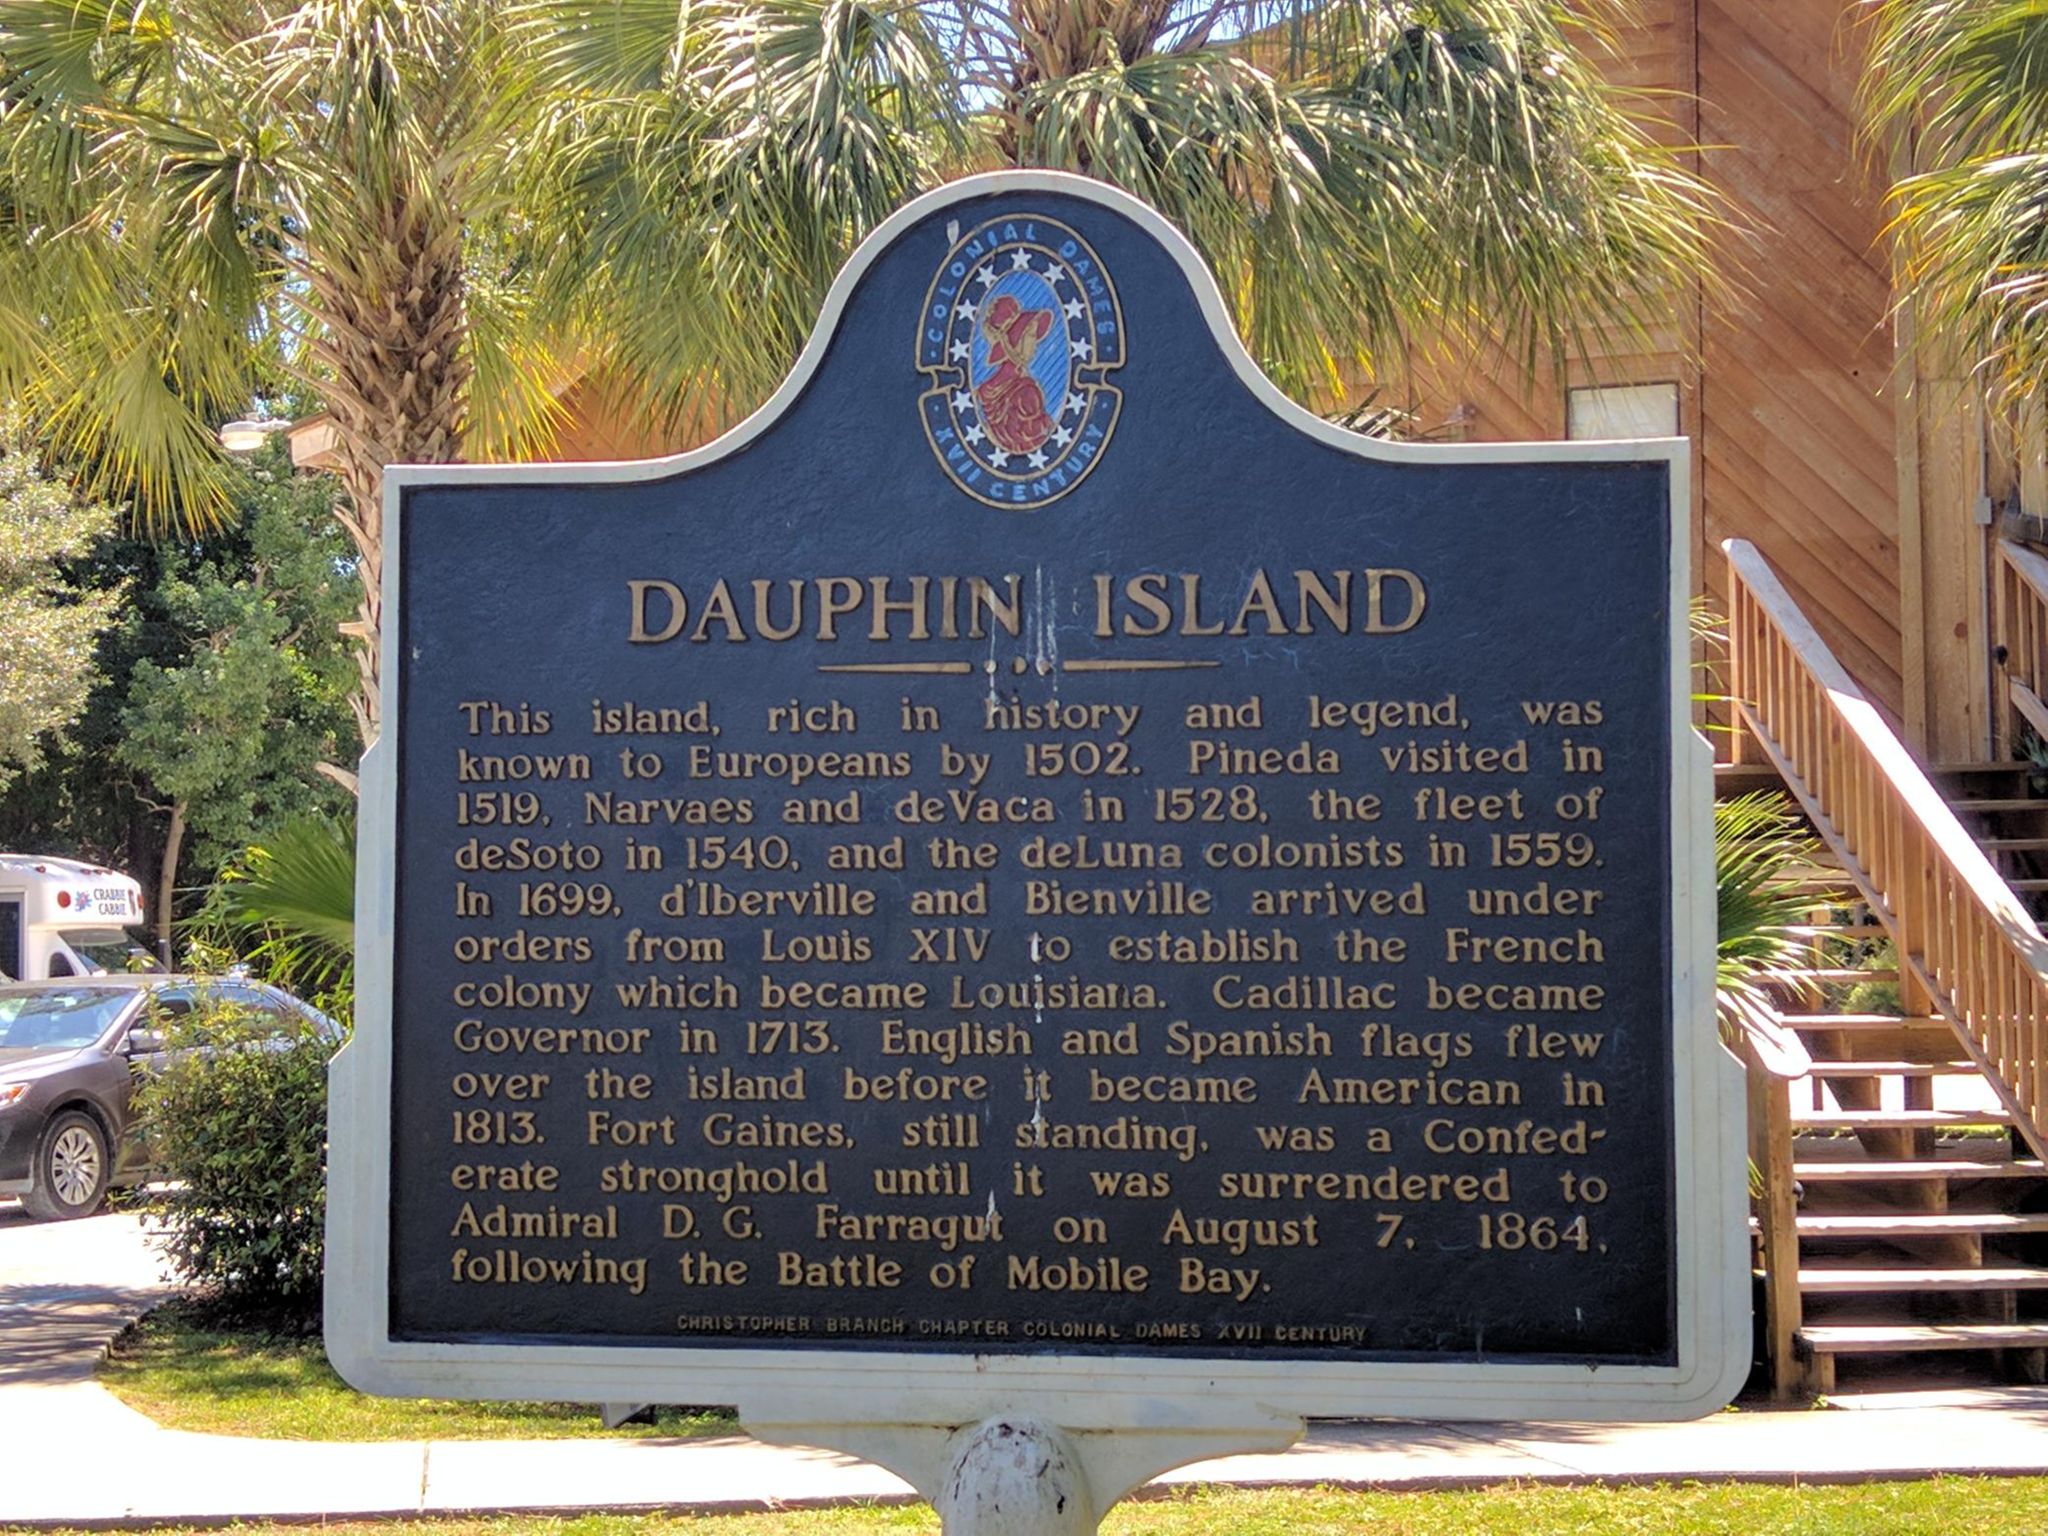 COLONIAL DAMES
XVII CENTURY
DAUPHIN ISLAND
This island, rich in history and legend, was
known to Europeans by 1502. Pineda visited in
1519, Narvaes and deVaca in 1528, the fleet of
deSoto in 1540, and the deLuna colonists in 1559.
In 1699, d'Iberville and Bienville arrived under
orders from Louis XIV to establish the French
colony which became Louisiana. Cadillac became
Governor in 1713. English and Spanish flags flew
over the island before it became American in
1813. Fort Gaines, still standing, was a Confed-
erate stronghold until it was surrendered to
Admiral D. G. Farragut on August 7, 1864,
following the Battle of Mobile Bay.
CHRISTOPHER BRANCH CHAPTER COLONIAL DAMES XVII CENTURY
CRABBIE
CABBIE